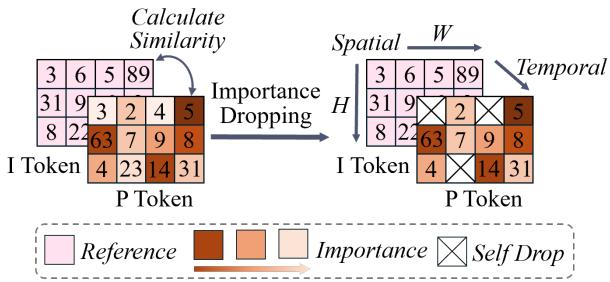 Calculate
Similarity
3 6 5 89
31 9
8 22
I Token
3 2 4 5
63 7 9 8
4 23 14 31
P Token
Importance
Dropping
Spatial
W
H
Temporal
3 6 5 89
31 9
8 22
I Token
2 5
63 7 9 8
4 14 31
P Token
Reference
Importance
Self Drop